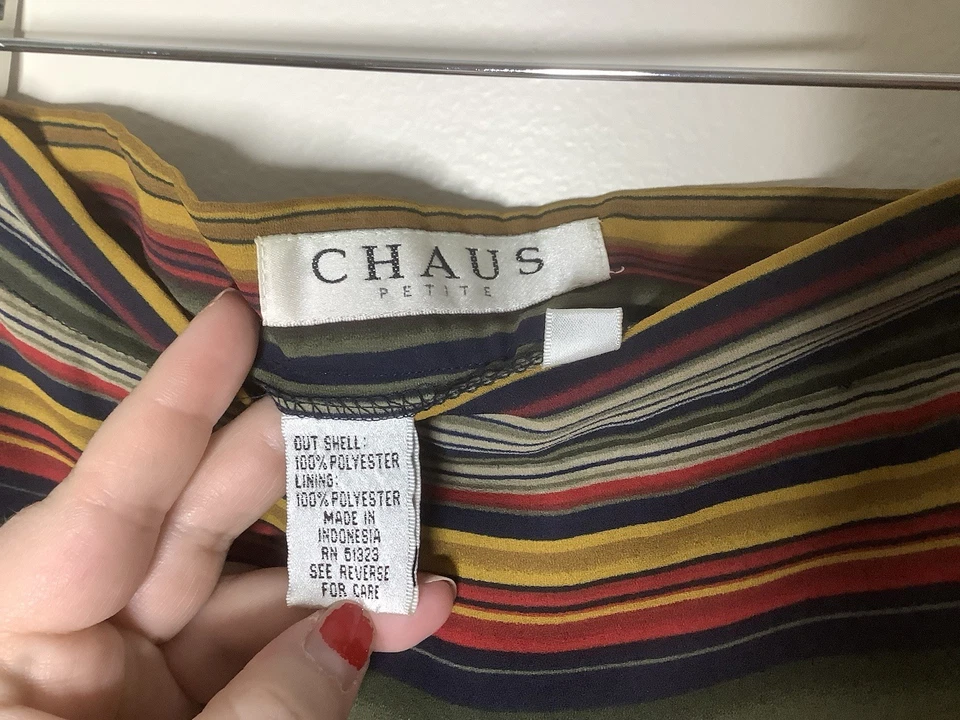 CHAUS
PETITE
OUT SHELL:
100% POLYESTER
LINING:
100% POLYESTER
MADE IN
INDONESIA
RN 51323
SEE REVERSE
FOR CARE